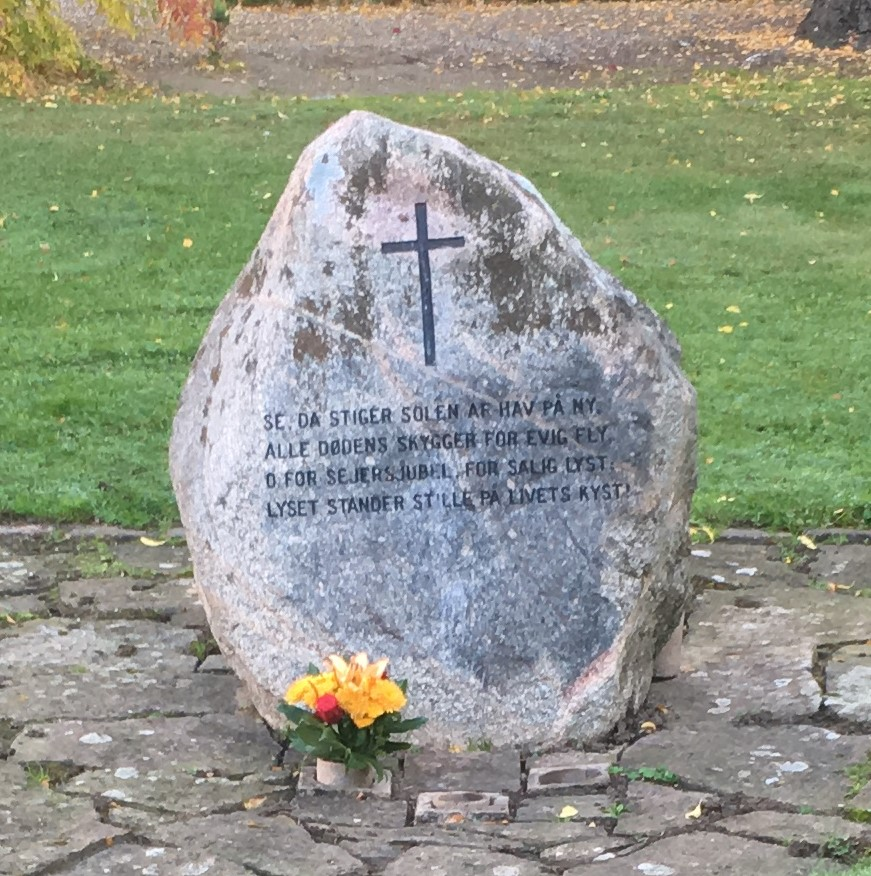 SE, DA STIGER SOLEN AF HAV PÅ NY,
ALLE DØDENS SKYGGER FOR EVIG FLY,
O, FOR SEJERSJUBEL, FOR SALIG LYST:
LYSET STANDER STILLE PÅ LIVETS KYST!